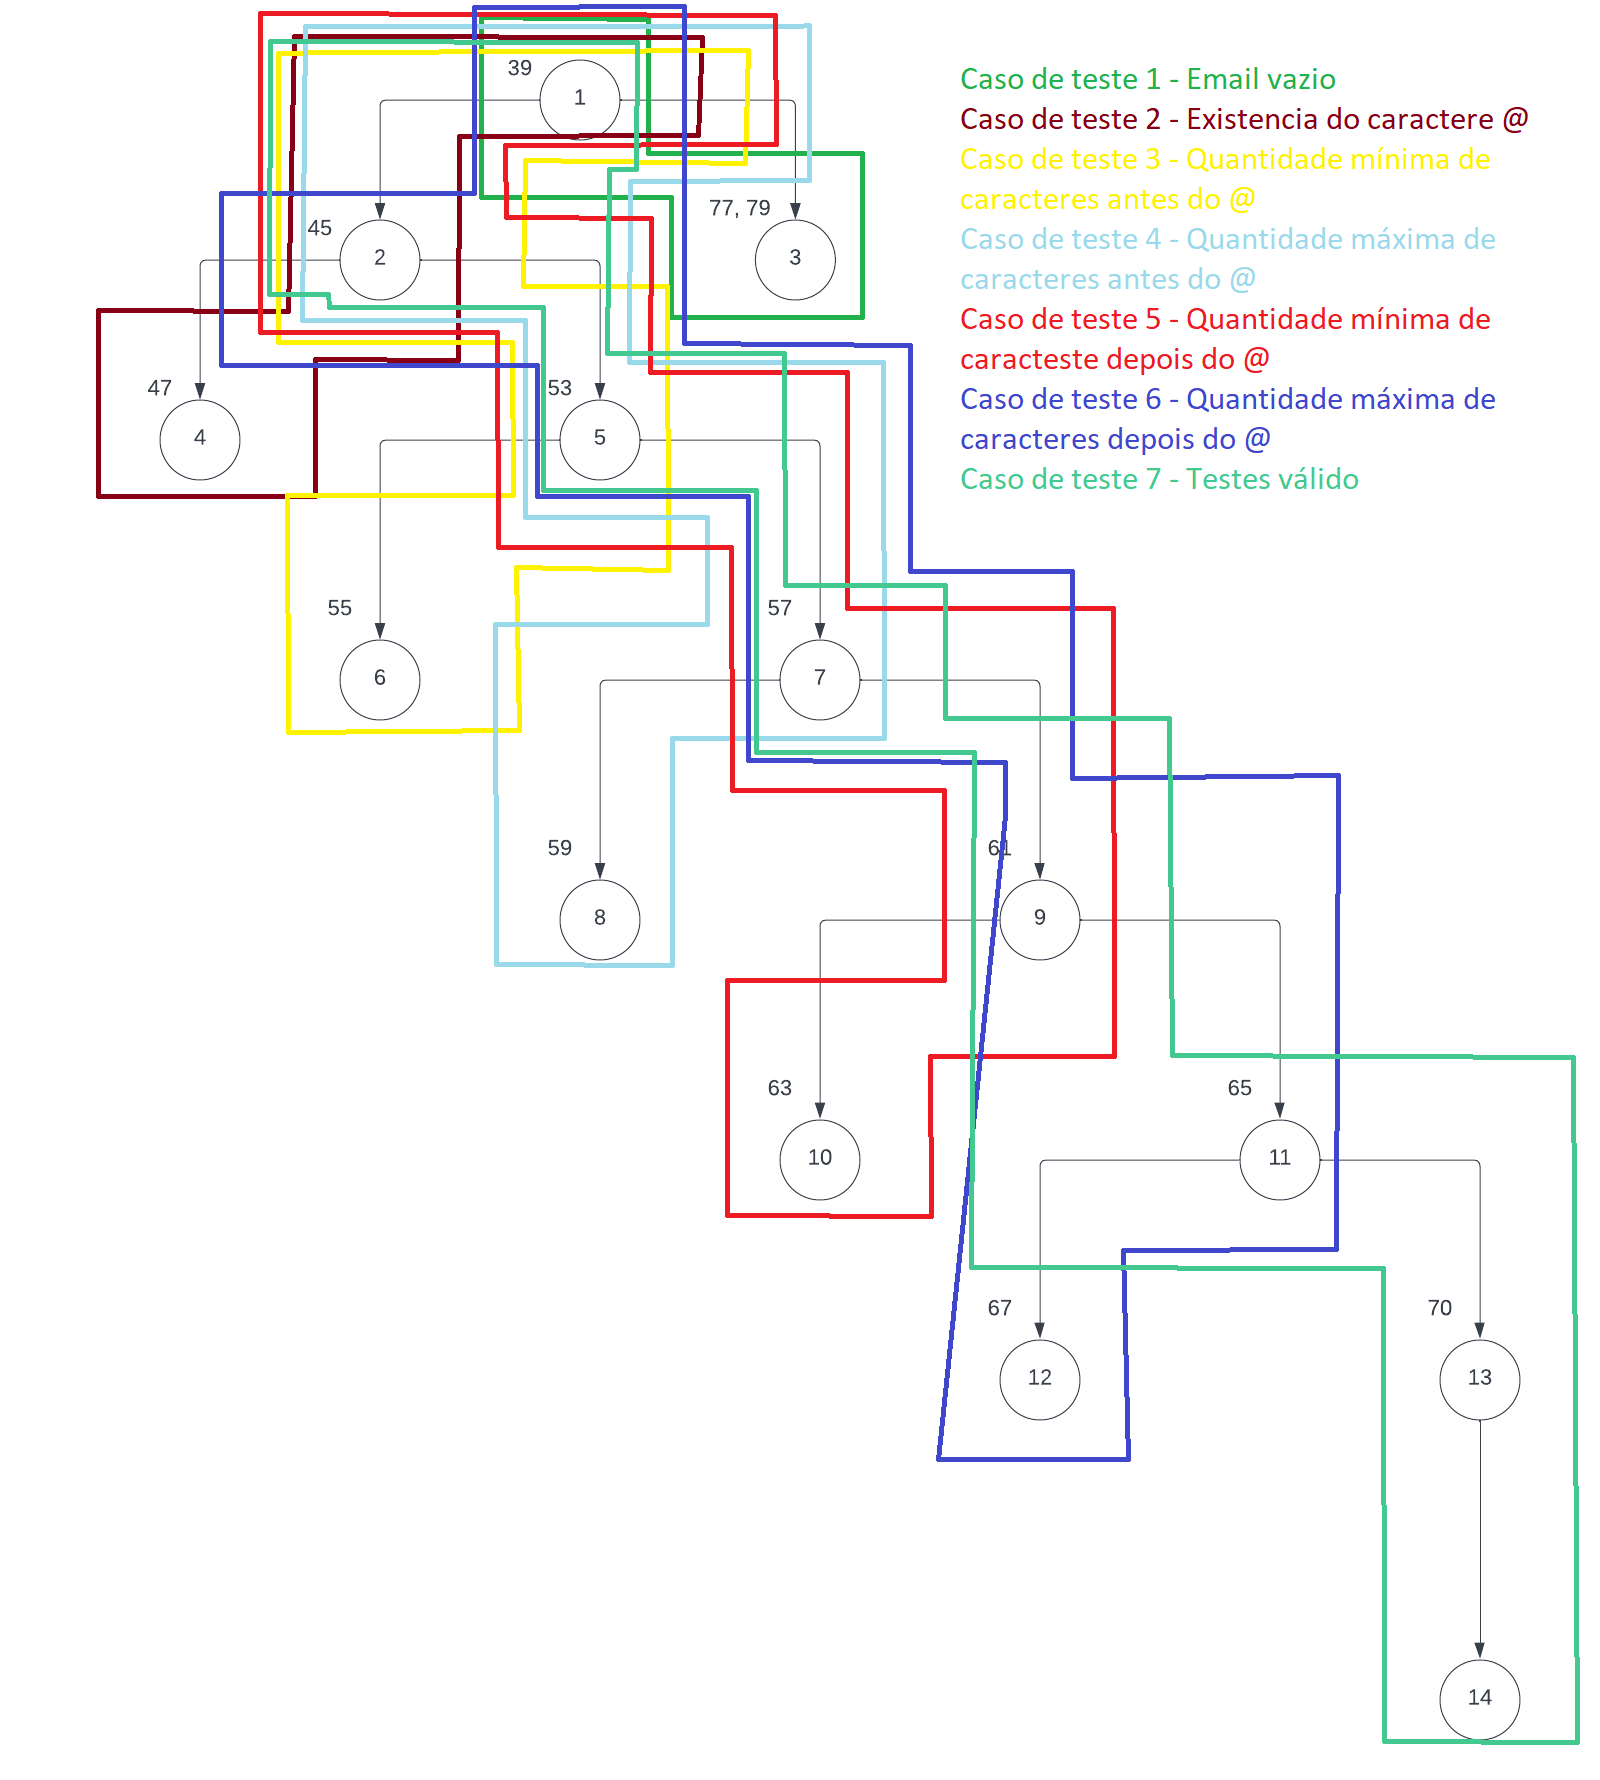 39
1
Caso de teste 1 - Email vazio
Caso de teste 2 - Existencia do caractere @
Caso de teste 3 - Quantidade mínima de
caracteres antes do @
Caso de teste 4 - Quantidade máxima de
caracteres antes do @
Caso de teste 5 - Quantidade mínima de
caracteste depois do @
Caso de teste 6 - Quantidade máxima de
caracteres depois do @
Caso de teste 7 - Testes válido
77, 79
45
2
3
47
53
4
5
55
57
6
7
59
61
8
9
63
65
10
11
67
70
12
13
14